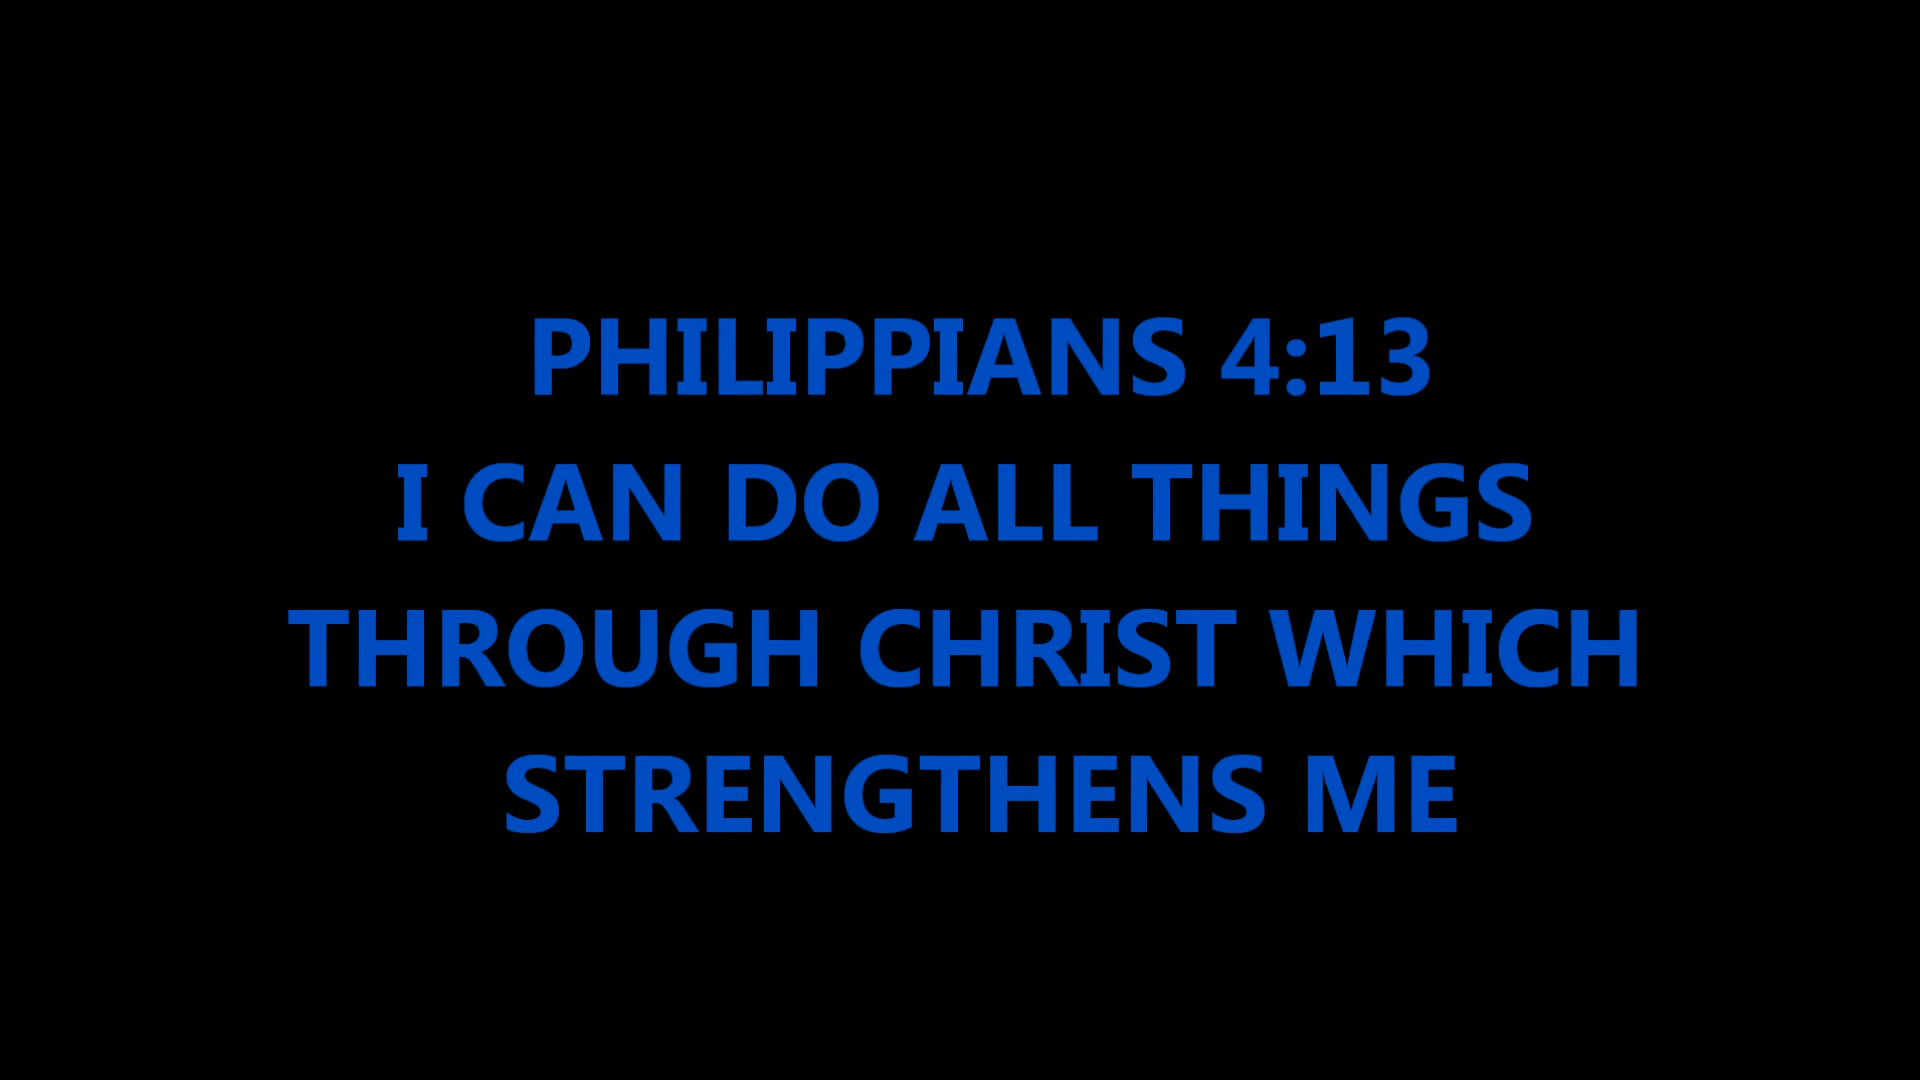 PHILIPPIANS 4:13
I CAN DO ALL THINGS
THROUGH CHRIST WHICH
STRENGTHENS ME